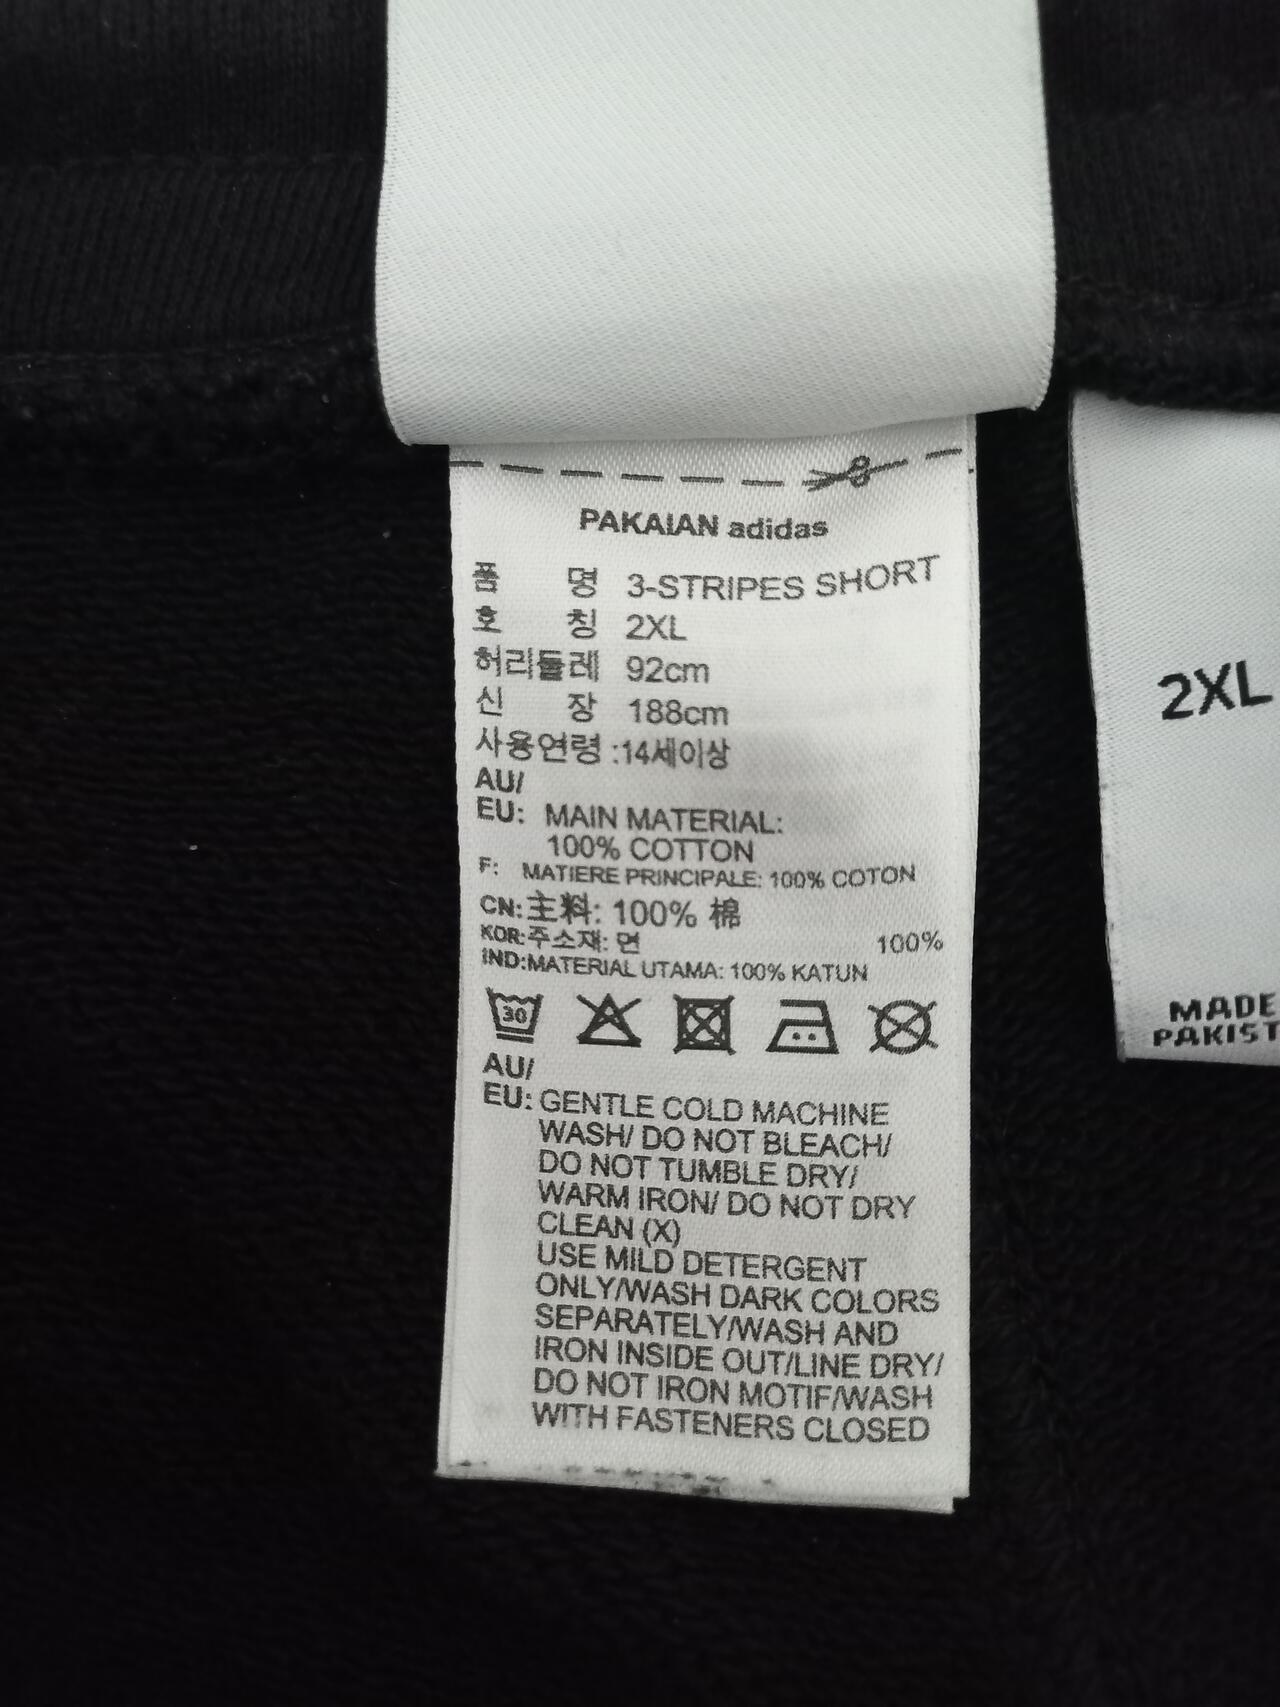 PAKAIAN adidas
품 명 3-STRIPES SHORT
호 칭 2XL
허리둘레 92cm
신 장 188cm
사용연령 :14세이상
AU/
EU: MAIN MATERIAL:
100% COTTON
F: MATIERE PRINCIPALE: 100% COTON
CN:主料: 100% 棉
KOR:주소재: 면 100%
IND:MATERIAL UTAMA: 100% KATUN
30
AU/
EU: GENTLE COLD MACHINE
WASH/ DO NOT BLEACH/
DO NOT TUMBLE DRY/
WARM IRON/ DO NOT DRY
CLEAN (X)
USE MILD DETERGENT
ONLY/WASH DARK COLORS
SEPARATELY/WASH AND
IRON INSIDE OUT/LINE DRY/
DO NOT IRON MOTIF/WASH
WITH FASTENERS CLOSED
2XL
MADE
PAKIST